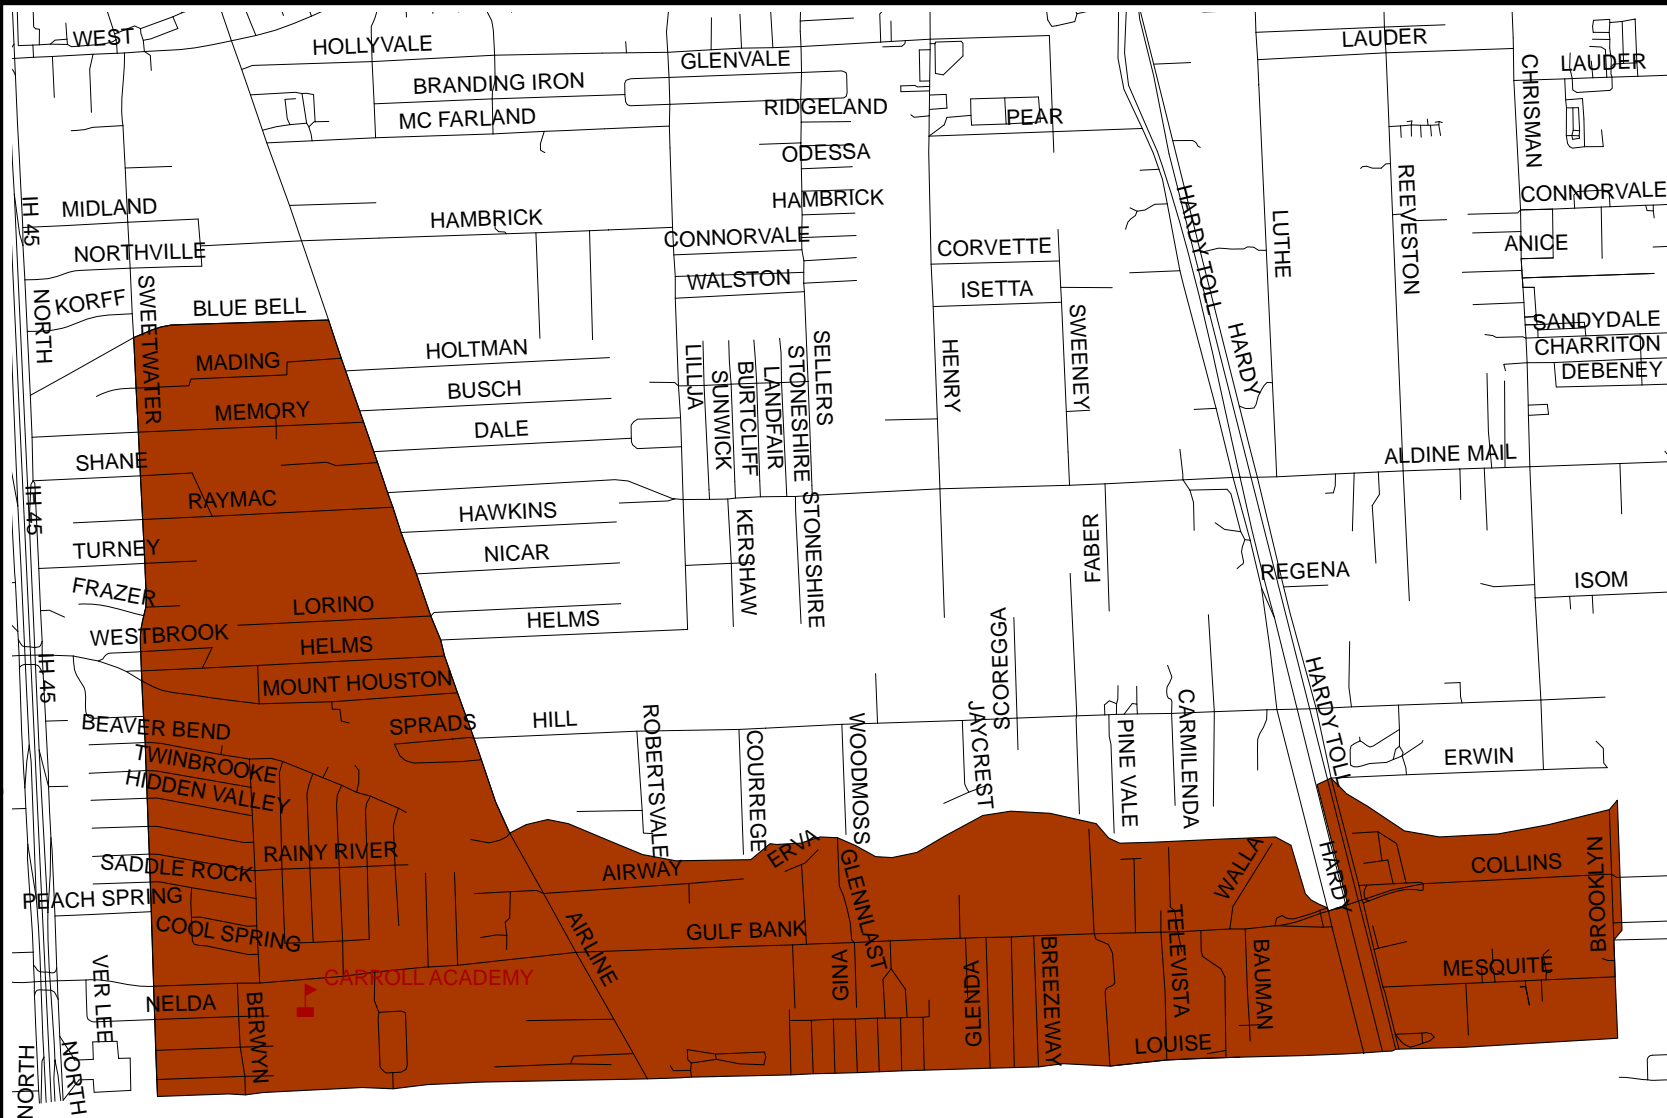 WEST
HOLLYVALE
GLENVALE
LAUDER
LAUDER
BRANDING IRON
MC FARLAND
RIDGELAND
PEAR
CHRISMAN
ODESSA
HAMBRICK
REEVESTON
CONNORVALE
IH 45
MIDLAND
HAMBRICK
CONNORVALE
CORVETTE
HARDY TOLL
LUTHE
ANICE
NORTHVILLE
WALSTON
ISETTA
NORTH
KORFF
SWEETWATER
BLUE BELL
SWEENEY
HARDY
SANDYDALE
CHARRITON
DEBENEY
MADING
HOLTMAN
LILLJA
SUNWICK
BURTCLIFF
LANDFAIR
STONESHIRE
SELLERS
HENRY
BUSCH
MEMORY
DALE
SHANE
ALDINE MAIL
IH 45
RAYMAC
HAWKINS
KERSHAW
STONESHIRE
FABER
TURNEY
NICAR
REGENA
ISOM
FRAZER
LORINO
HELMS
WESTBROOK
HELMS
SCOREGGA
IH 45
MOUNT HOUSTON
HARDY TOLL
BEAVER BEND
SPRADS
HILL
ROBERTSVALE
COURREGE
WOODMOSS
JAYCREST
PINE VALE
CARMILENDA
ERWIN
TWINBROOKE
HIDDEN VALLEY
RAINY RIVER
AIRWAY
ERVA
GLENNLAST
WALLA
HARDY
COLLINS
BROOKLYN
SADDLE ROCK
PEACH SPRING
COOL SPRING
AIRLINE
GULF BANK
GINA
GLENDA
BREEZEWAY
TELEVISTA
BAUMAN
MESQUITE
CARROLL ACADEMY
VER LEE
NELDA
BERWYN
LOUISE
NORTH
NORTH